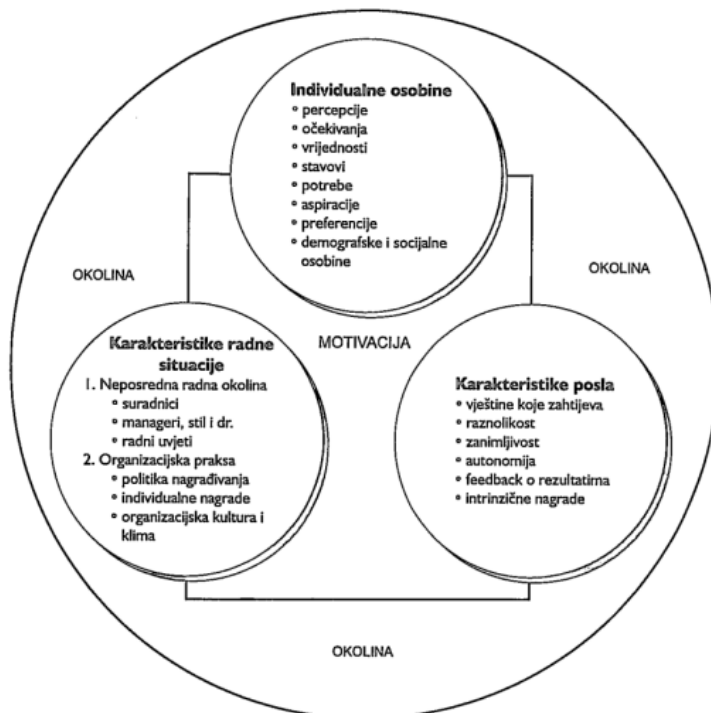 Individualne osobine
• percepcije
• očekivanja
• vrijednosti
• stavovi
• potrebe
• aspiracije
• preferencije
• demografske i socijalne
osobine
OKOLINA
OKOLINA
MOTIVACIJA
Karakteristike radne
situacije
1. Neposredna radna okolina
• suradnici
• manageri, stil i dr.
• radni uvjeti
2. Organizacijska praksa
• politika nagrađivanja
• individualne nagrade
• organizacijska kultura i
klima
Karakteristike posla
• vještine koje zahtijeva
• raznolikost
• zanimljivost
• autonomija
• feedback o rezultatima
• intrinzične nagrade
OKOLINA